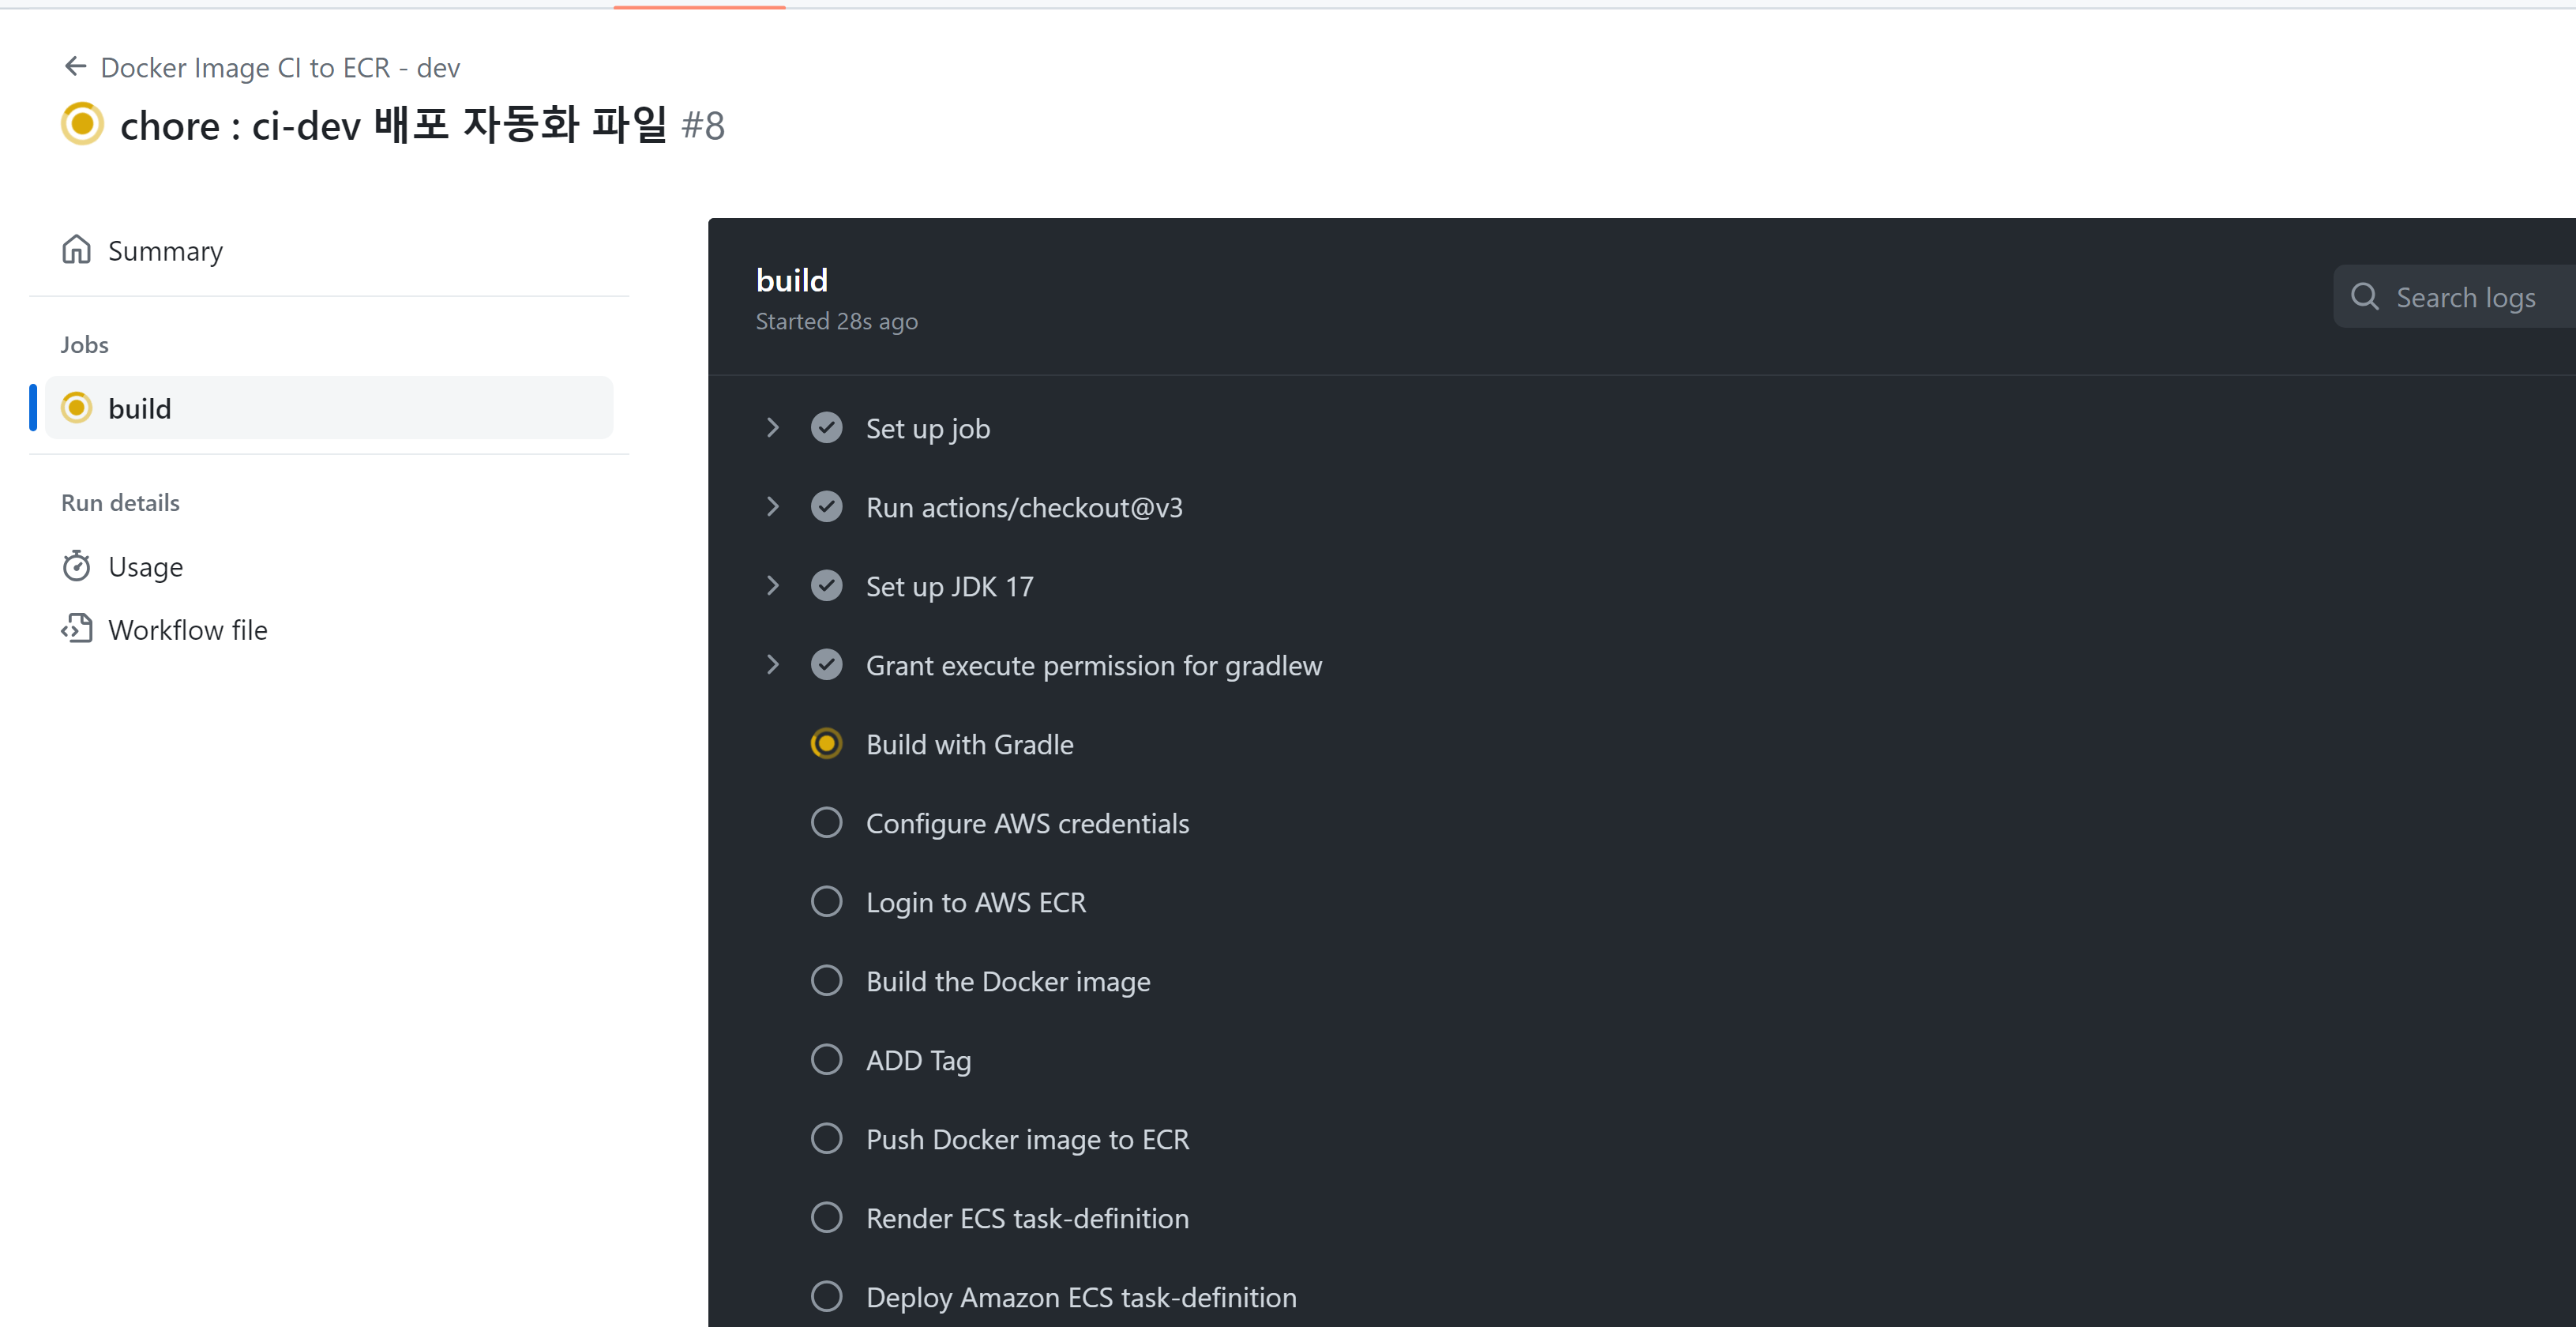 Docker Image CI to ECR - dev
chore : ci-dev 배포 자동화 파일 #8
Summary
Jobs
build
Run details
Usage
Workflow file
build
Started 28s ago
Search logs
Set up job
Run actions/checkout@v3
Set up JDK 17
Grant execute permission for gradlew
Build with Gradle
Configure AWS credentials
Login to AWS ECR
Build the Docker image
ADD Tag
Push Docker image to ECR
Render ECS task-definition
Deploy Amazon ECS task-definition